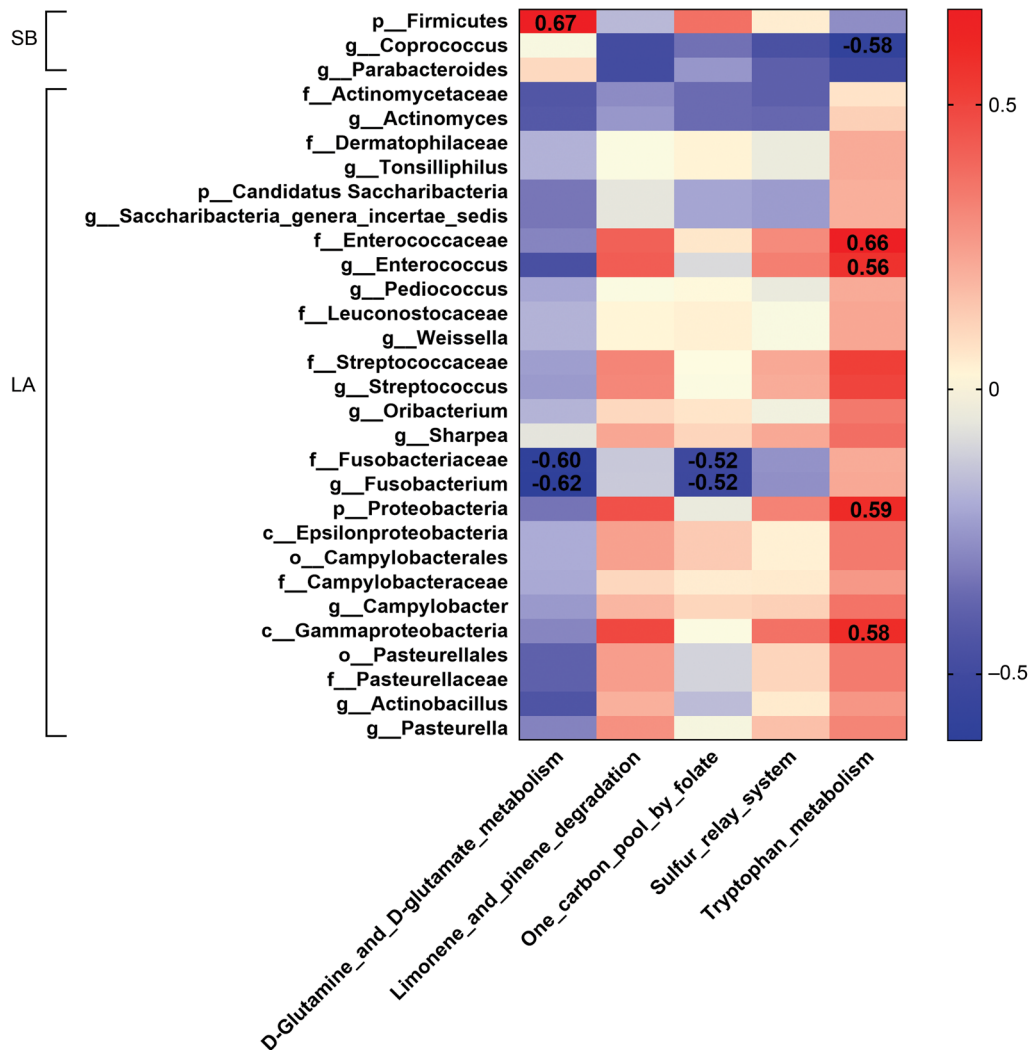 SB
p__Firmicutes 0.67
g__Coprococcus -0.58
g__Parabacteroides
LA
f__Actinomycetaceae
g__Actinomyces
f__Dermatophilaceae
g__Tonsilliphilus
p__Candidatus Saccharibacteria
g__Saccharibacteria_genera_incertae_sedis
f__Enterococcaceae 0.66
g__Enterococcus 0.56
g__Pediococcus
f__Leuconostocaceae
g__Weissella
f__Streptococcaceae
g__Streptococcus
g__Oribacterium
g__Sharpea
f__Fusobacteriaceae -0.60 -0.52
g__Fusobacterium -0.62 -0.52
p__Proteobacteria 0.59
c__Epsilonproteobacteria
o__Campylobacterales
f__Campylobacteraceae
g__Campylobacter
c__Gammaproteobacteria 0.58
o__Pasteurellales
f__Pasteurellaceae
g__Actinobacillus
g__Pasteurella
D-Glutamine_and_D-glutamate_metabolism
Limonene_and_pinene_degradation
One_carbon_pool_by_folate
Sulfur_relay_system
Tryptophan_metabolism
0.5
0
–0.5